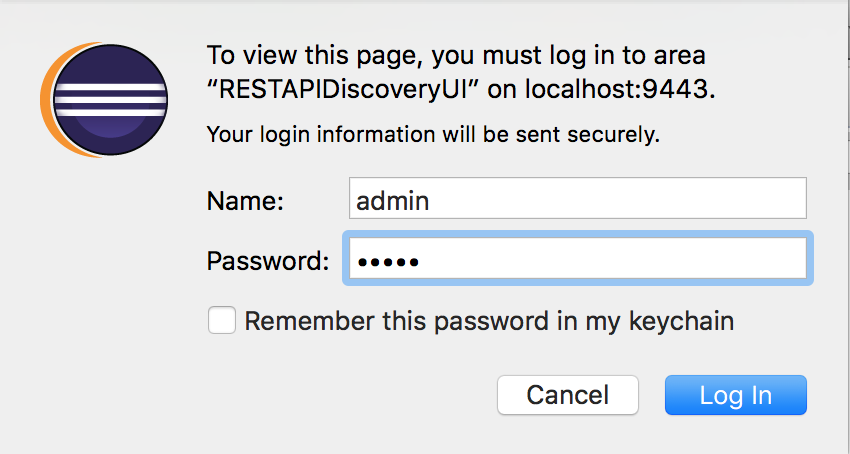 To view this page, you must log in to area
“RESTAPIDiscoveryUI” on localhost:9443.
Your login information will be sent securely.
Name: admin
Password: •••••
Remember this password in my keychain
Cancel Log In